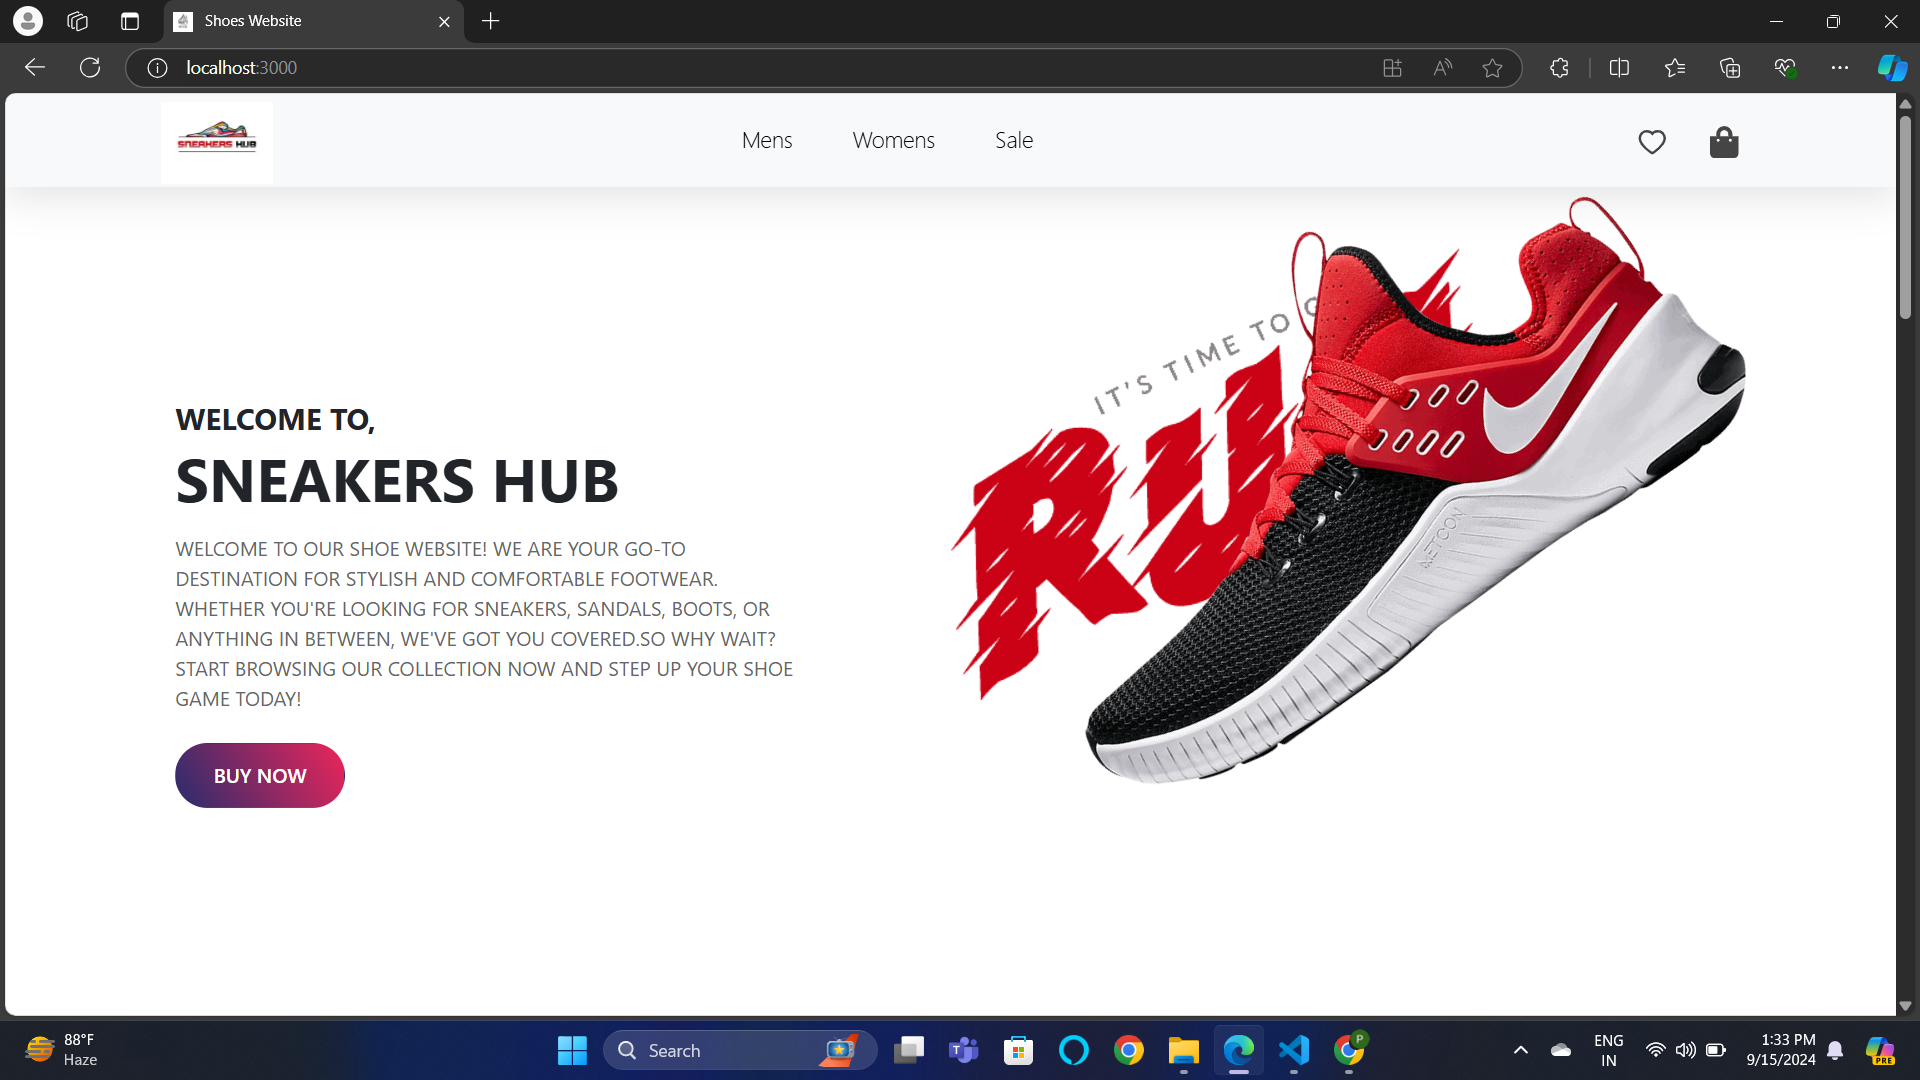 Shoes Website
localhost:3000
SNEAKERS HUB
Mens
Womens
Sale
WELCOME TO,
SNEAKERS HUB
WELCOME TO OUR SHOE WEBSITE! WE ARE YOUR GO-TO
DESTINATION FOR STYLISH AND COMFORTABLE FOOTWEAR.
WHETHER YOU'RE LOOKING FOR SNEAKERS, SANDALS, BOOTS, OR
ANYTHING IN BETWEEN, WE'VE GOT YOU COVERED.SO WHY WAIT?
START BROWSING OUR COLLECTION NOW AND STEP UP YOUR SHOE
GAME TODAY!
BUY NOW
IT'S TIME TO
RU
METCON
88°F
Haze
Search
P
ENG
IN
1:33 PM
9/15/2024
PRE